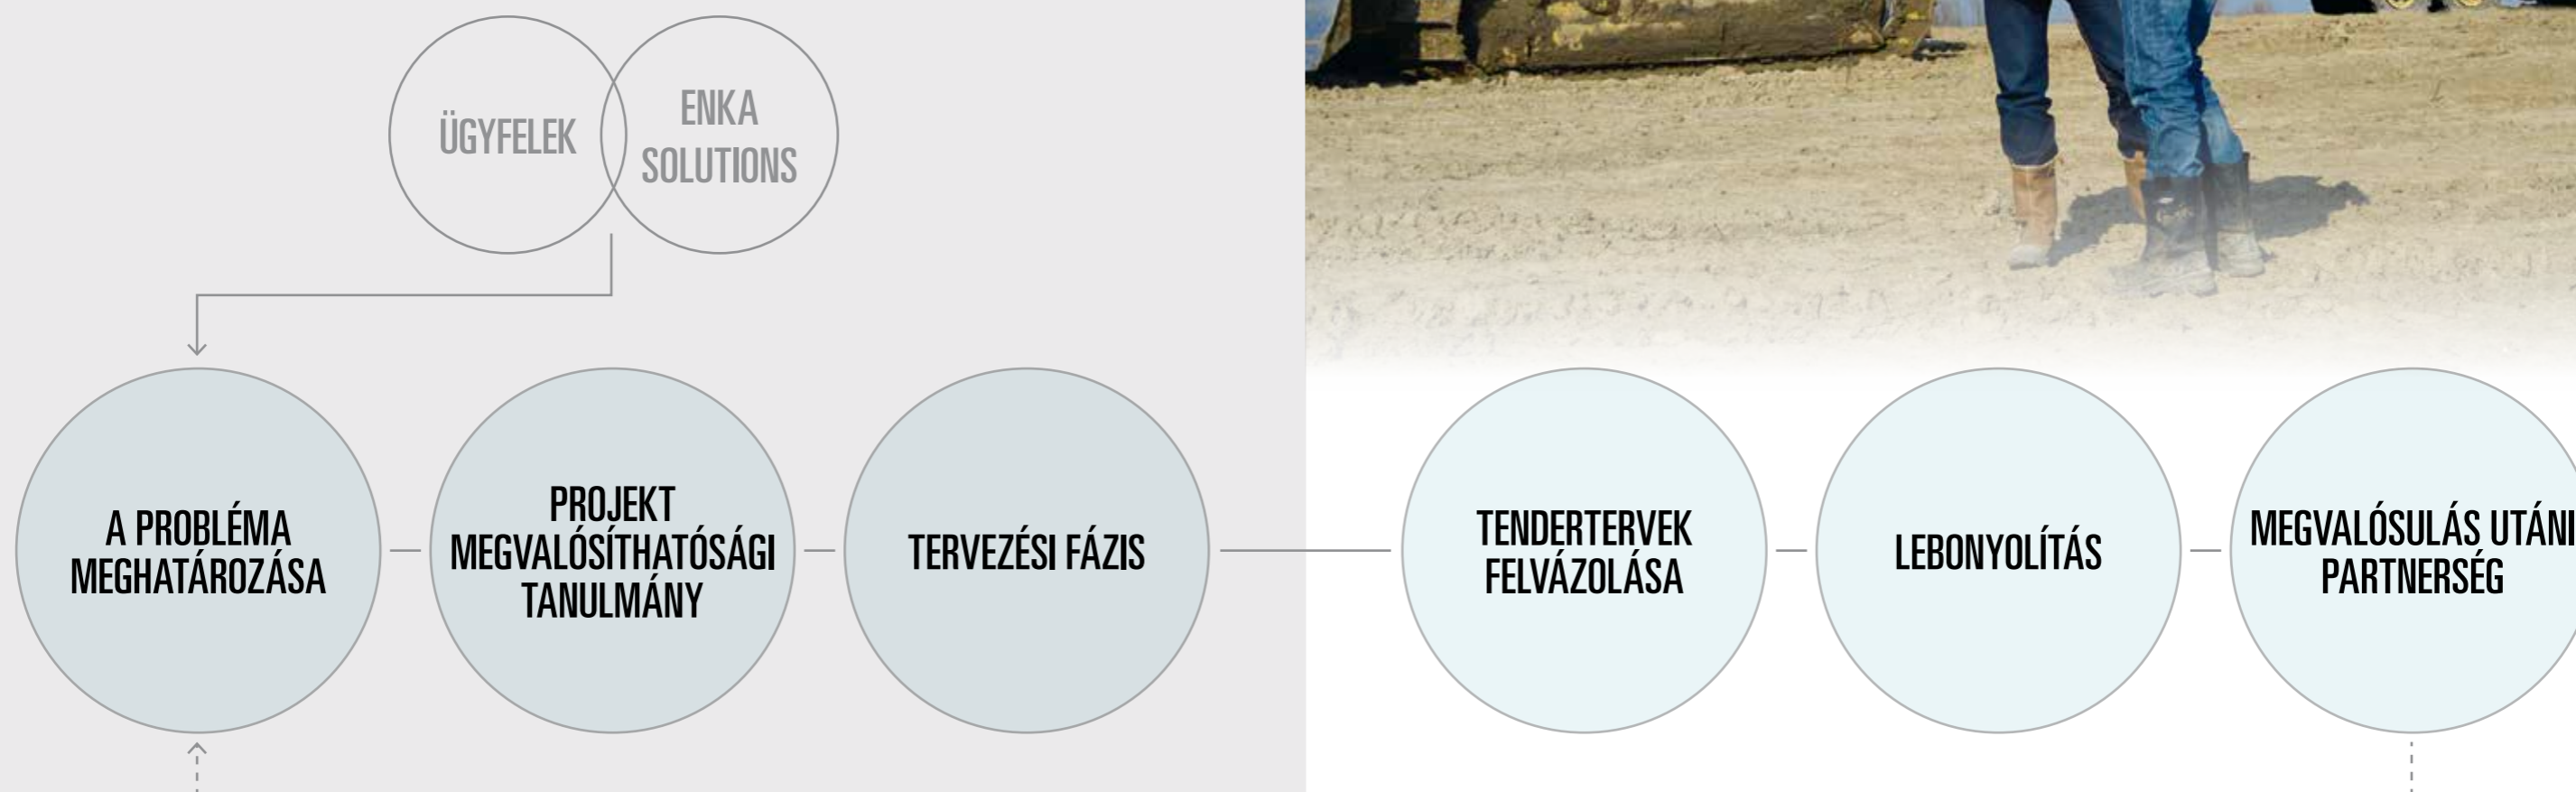 ÜGYFELEK
ENKA
SOLUTIONS
A PROBLÉMA
MEGHATÁROZÁSA
PROJEKT
MEGVALÓSÍTHATÓSÁGI
TANULMÁNY
TERVEZÉSI FÁZIS
TENDERTERVEK
FELVÁZOLÁSA
LEBONYOLÍTÁS
MEGVALÓSULÁS UTÁNI
PARTNERSÉG